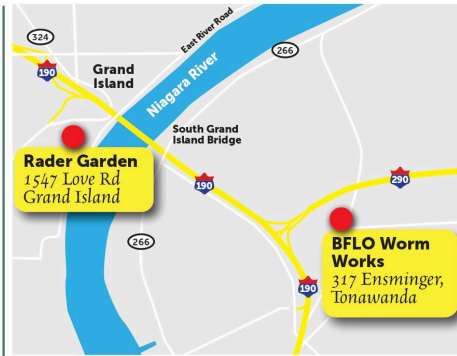 324
East River Road
266
190
Grand
Island
Niagara River
South Grand
Island Bridge
Rader Garden
1547 Love Rd
Grand Island
190
290
266
BFLO Worm
Works
317 Ensminger,
Tonawanda
190